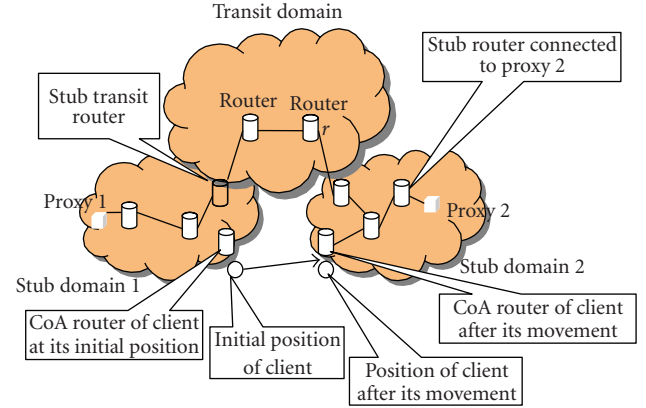 Transit domain
Stub router connected
to proxy 2
Stub transit
router
Router
Router
r
Proxy 1
Proxy 2
Stub domain 1
Stub domain 2
CoA router of client
at its initial position
Initial position
of client
CoA router of client
after its movement
Position of client
after its movement